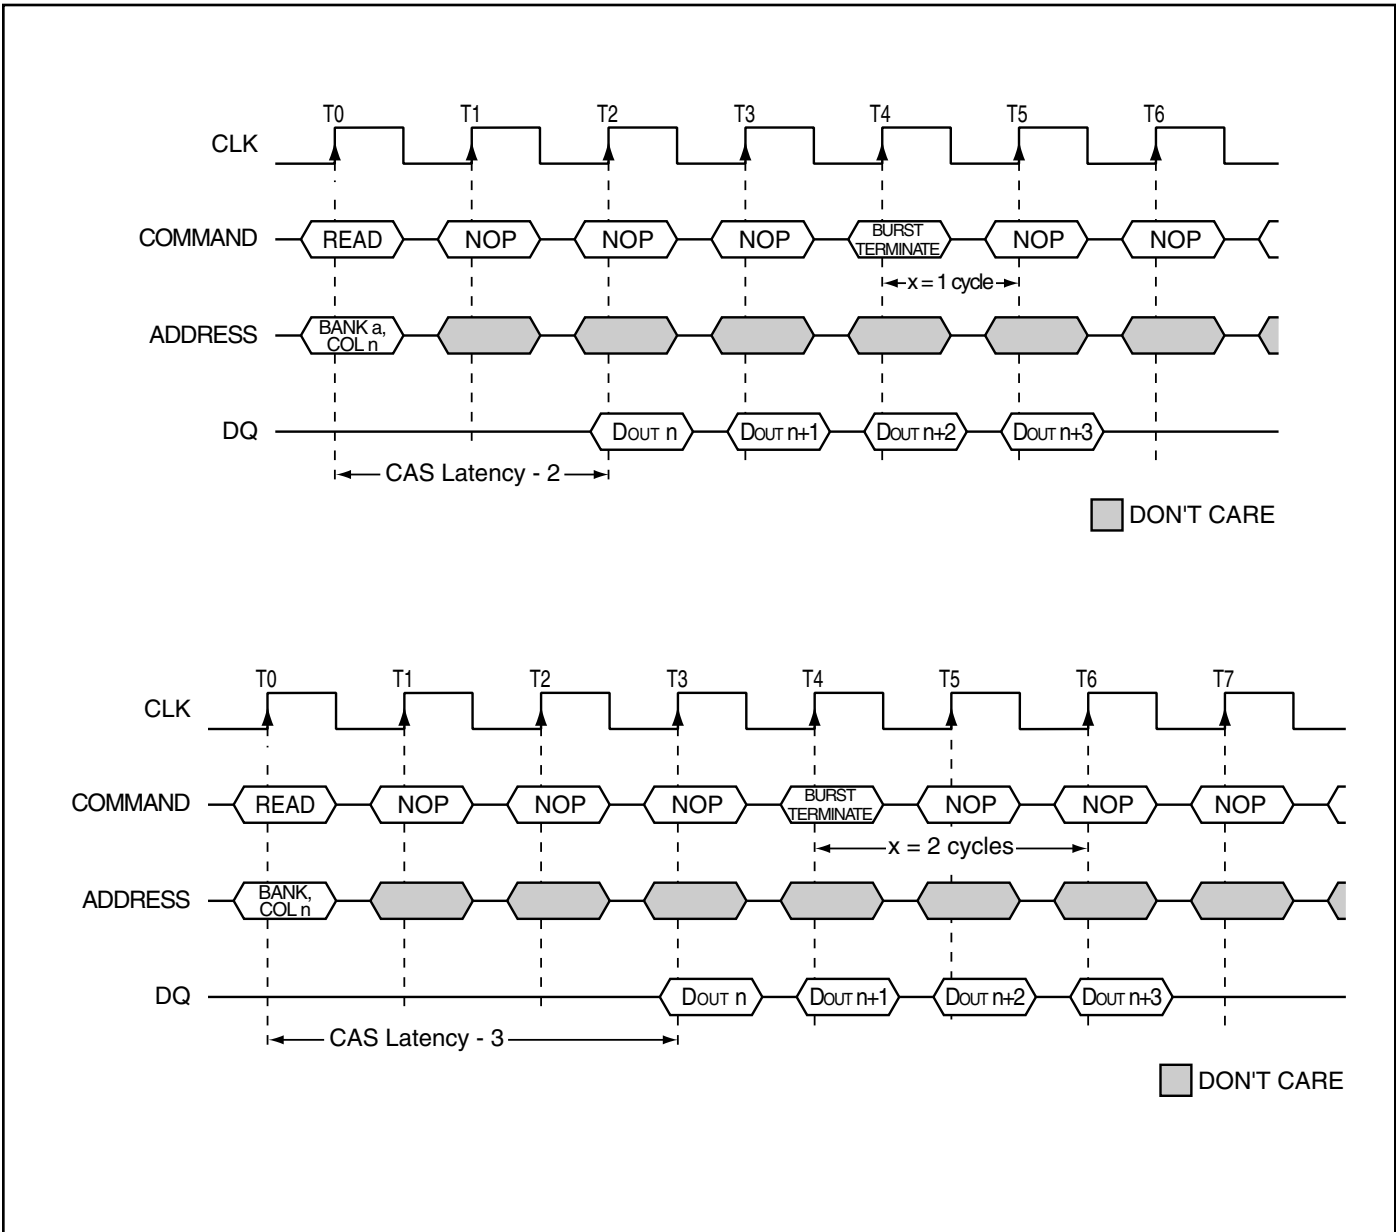 T0 T1 T2 T3 T4 T5 T6
CLK
COMMAND READ NOP NOP NOP BURST TERMINATE NOP NOP
x = 1 cycle
ADDRESS BANK a, COL n
DQ DOUT n DOUT n+1 DOUT n+2 DOUT n+3
CAS Latency - 2
DON'T CARE
T0 T1 T2 T3 T4 T5 T6 T7
CLK
COMMAND READ NOP NOP NOP BURST TERMINATE NOP NOP NOP
x = 2 cycles
ADDRESS BANK, COL n
DQ DOUT n DOUT n+1 DOUT n+2 DOUT n+3
CAS Latency - 3
DON'T CARE